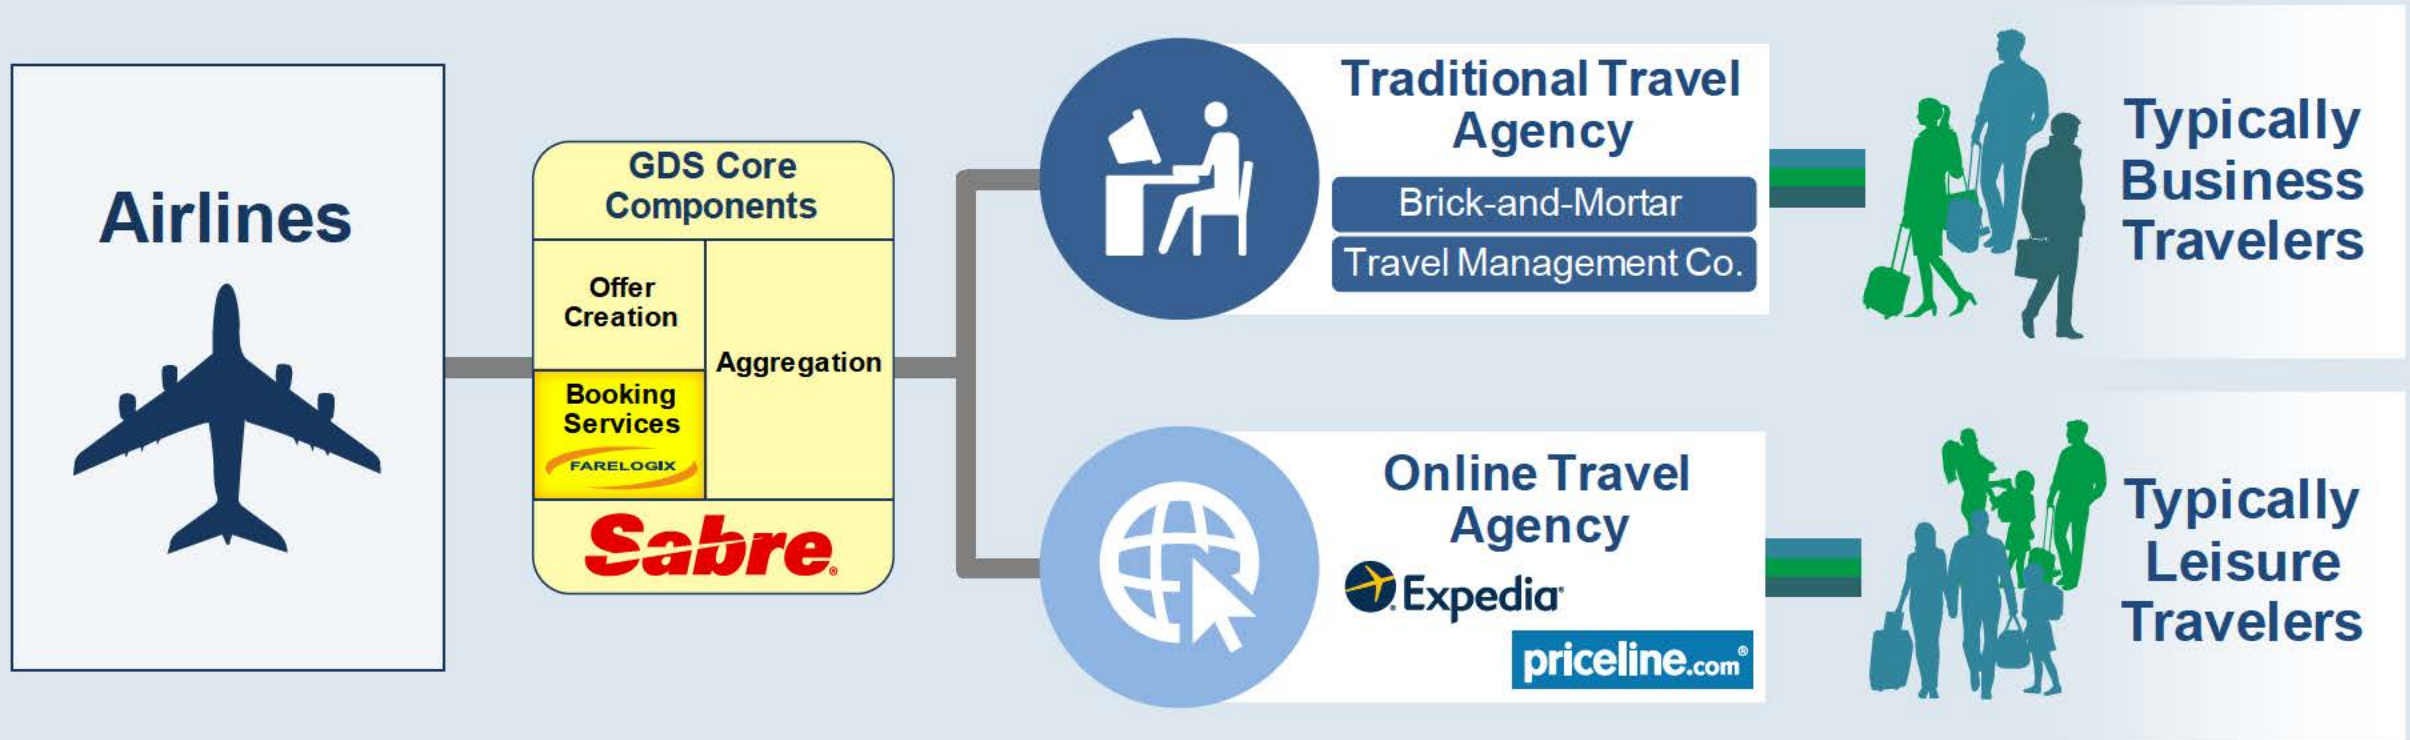 Airlines
GDS Core
Components
Offer
Creation
Aggregation
Booking
Services
FARELOGIX
Sabre®
Traditional Travel
Agency
Brick-and-Mortar
Travel Management Co.
Typically
Business
Travelers
Online Travel
Agency
Expedia®
priceline.com®
Typically
Leisure
Travelers